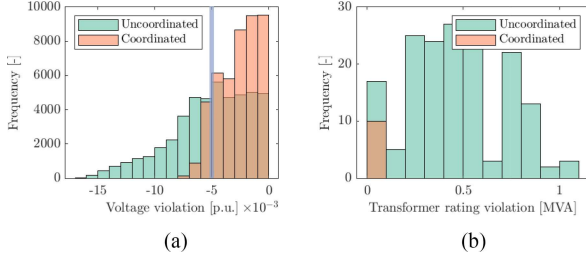 10000
8000
6000
4000
2000
0
Frequency [-]
Uncoordinated
Coordinated
-15
-10
-5
0
Voltage violation [p.u.] ×10⁻³
(a)
30
20
10
0
Frequency [-]
Uncoordinated
Coordinated
0
0.5
1
Transformer rating violation [MVA]
(b)